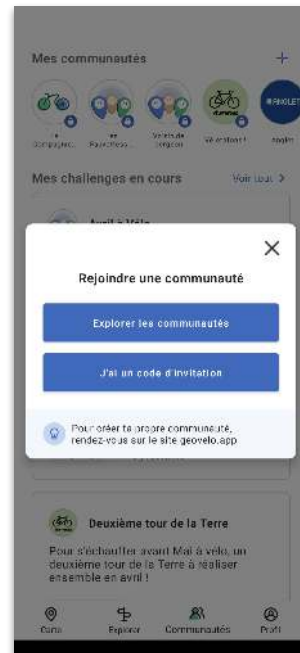 Mes communautés
+
ANGLET
Mes challenges en cours
Voir tout >
Avril à Vélo
Rejoindre une communauté
Explorer les communautés
J'ai un code d'invitation
Pour créer ta propre communauté,
rendez-vous sur le site geovelo.app
Deuxième tour de la Terre
Pour s'échauffer avant Mai à vélo, un
deuxième tour de la Terre à réaliser
ensemble en avril !
Carte
Explorer
Communautés
Profil